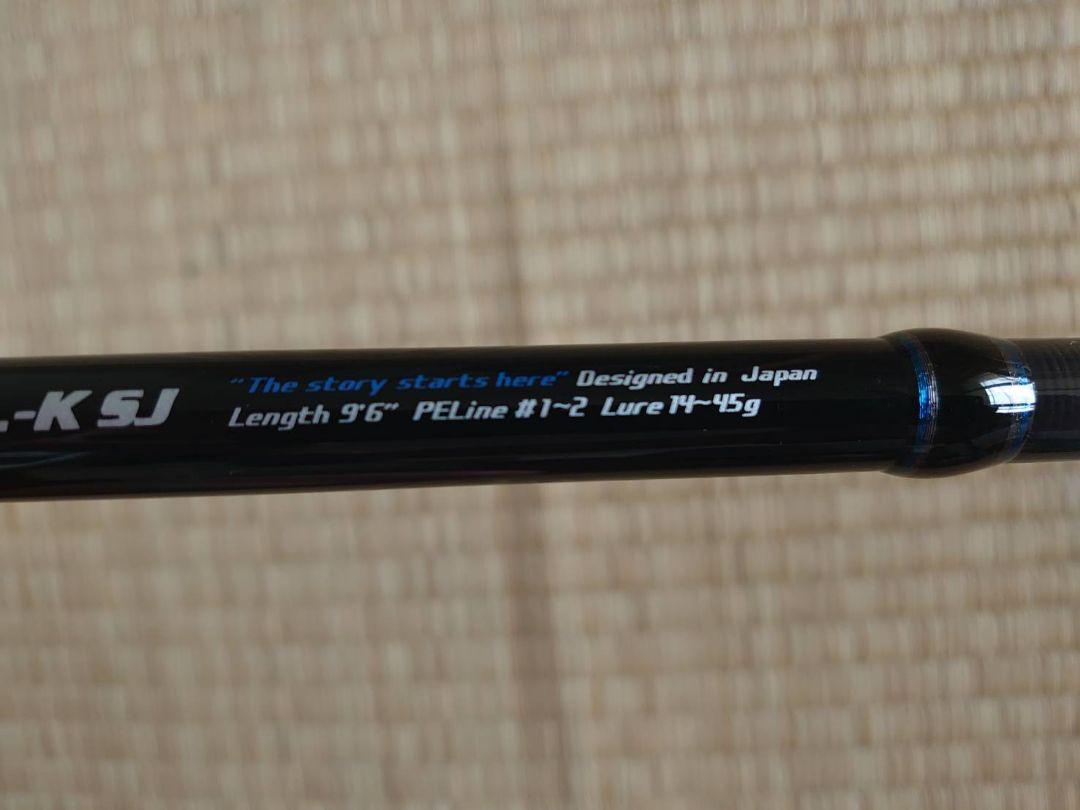 -K SJ
"The story starts here" Designed in Japan
Length 9'6" PELine #1~2 Lure 14~45g